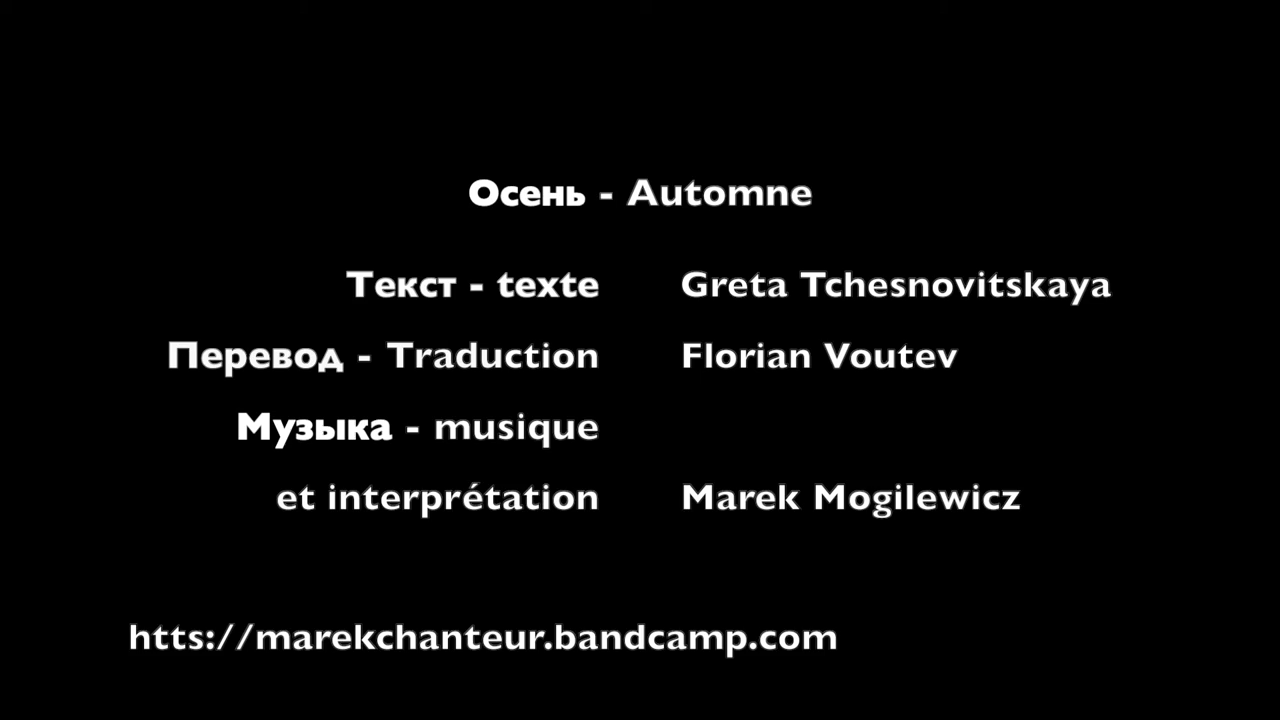 Осень - Automne
Текст - texte Greta Tchesnovitskaya
Перевод - Traduction Florian Voutev
Музыка - musique
et interprétation Marek Mogilewicz
htts://marekchanteur.bandcamp.com